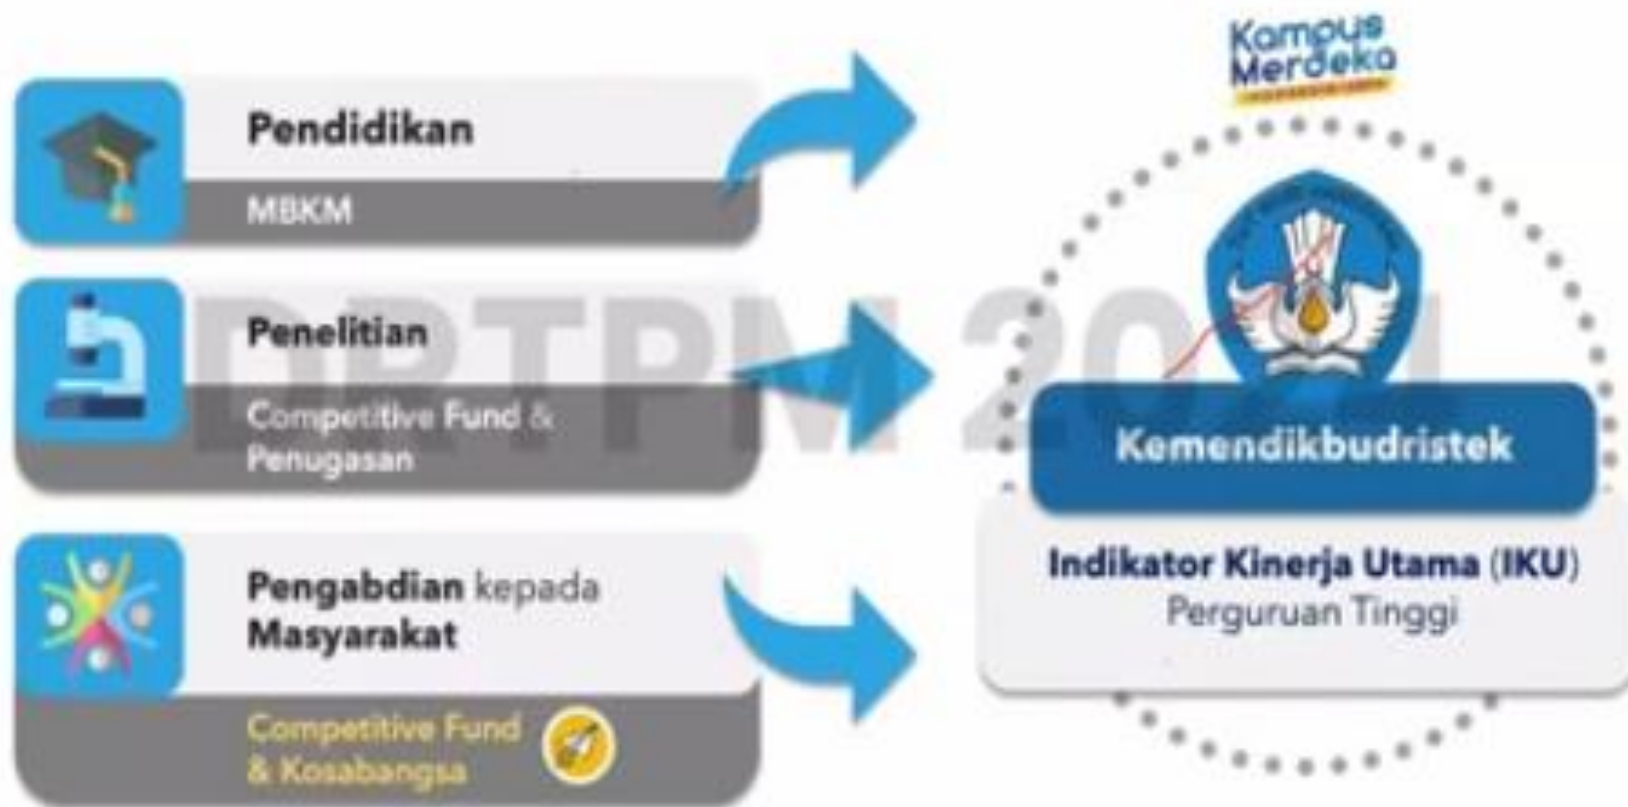 Kampus
Merdeka
Pendidikan
MBKM
Penelitian
Competitive Fund &
Penugasan
Pengabdian kepada
Masyarakat
Competitive Fund
& Kosabangsa
Kemendikbudristek
Indikator Kinerja Utama (IKU)
Perguruan Tinggi
DRTPM